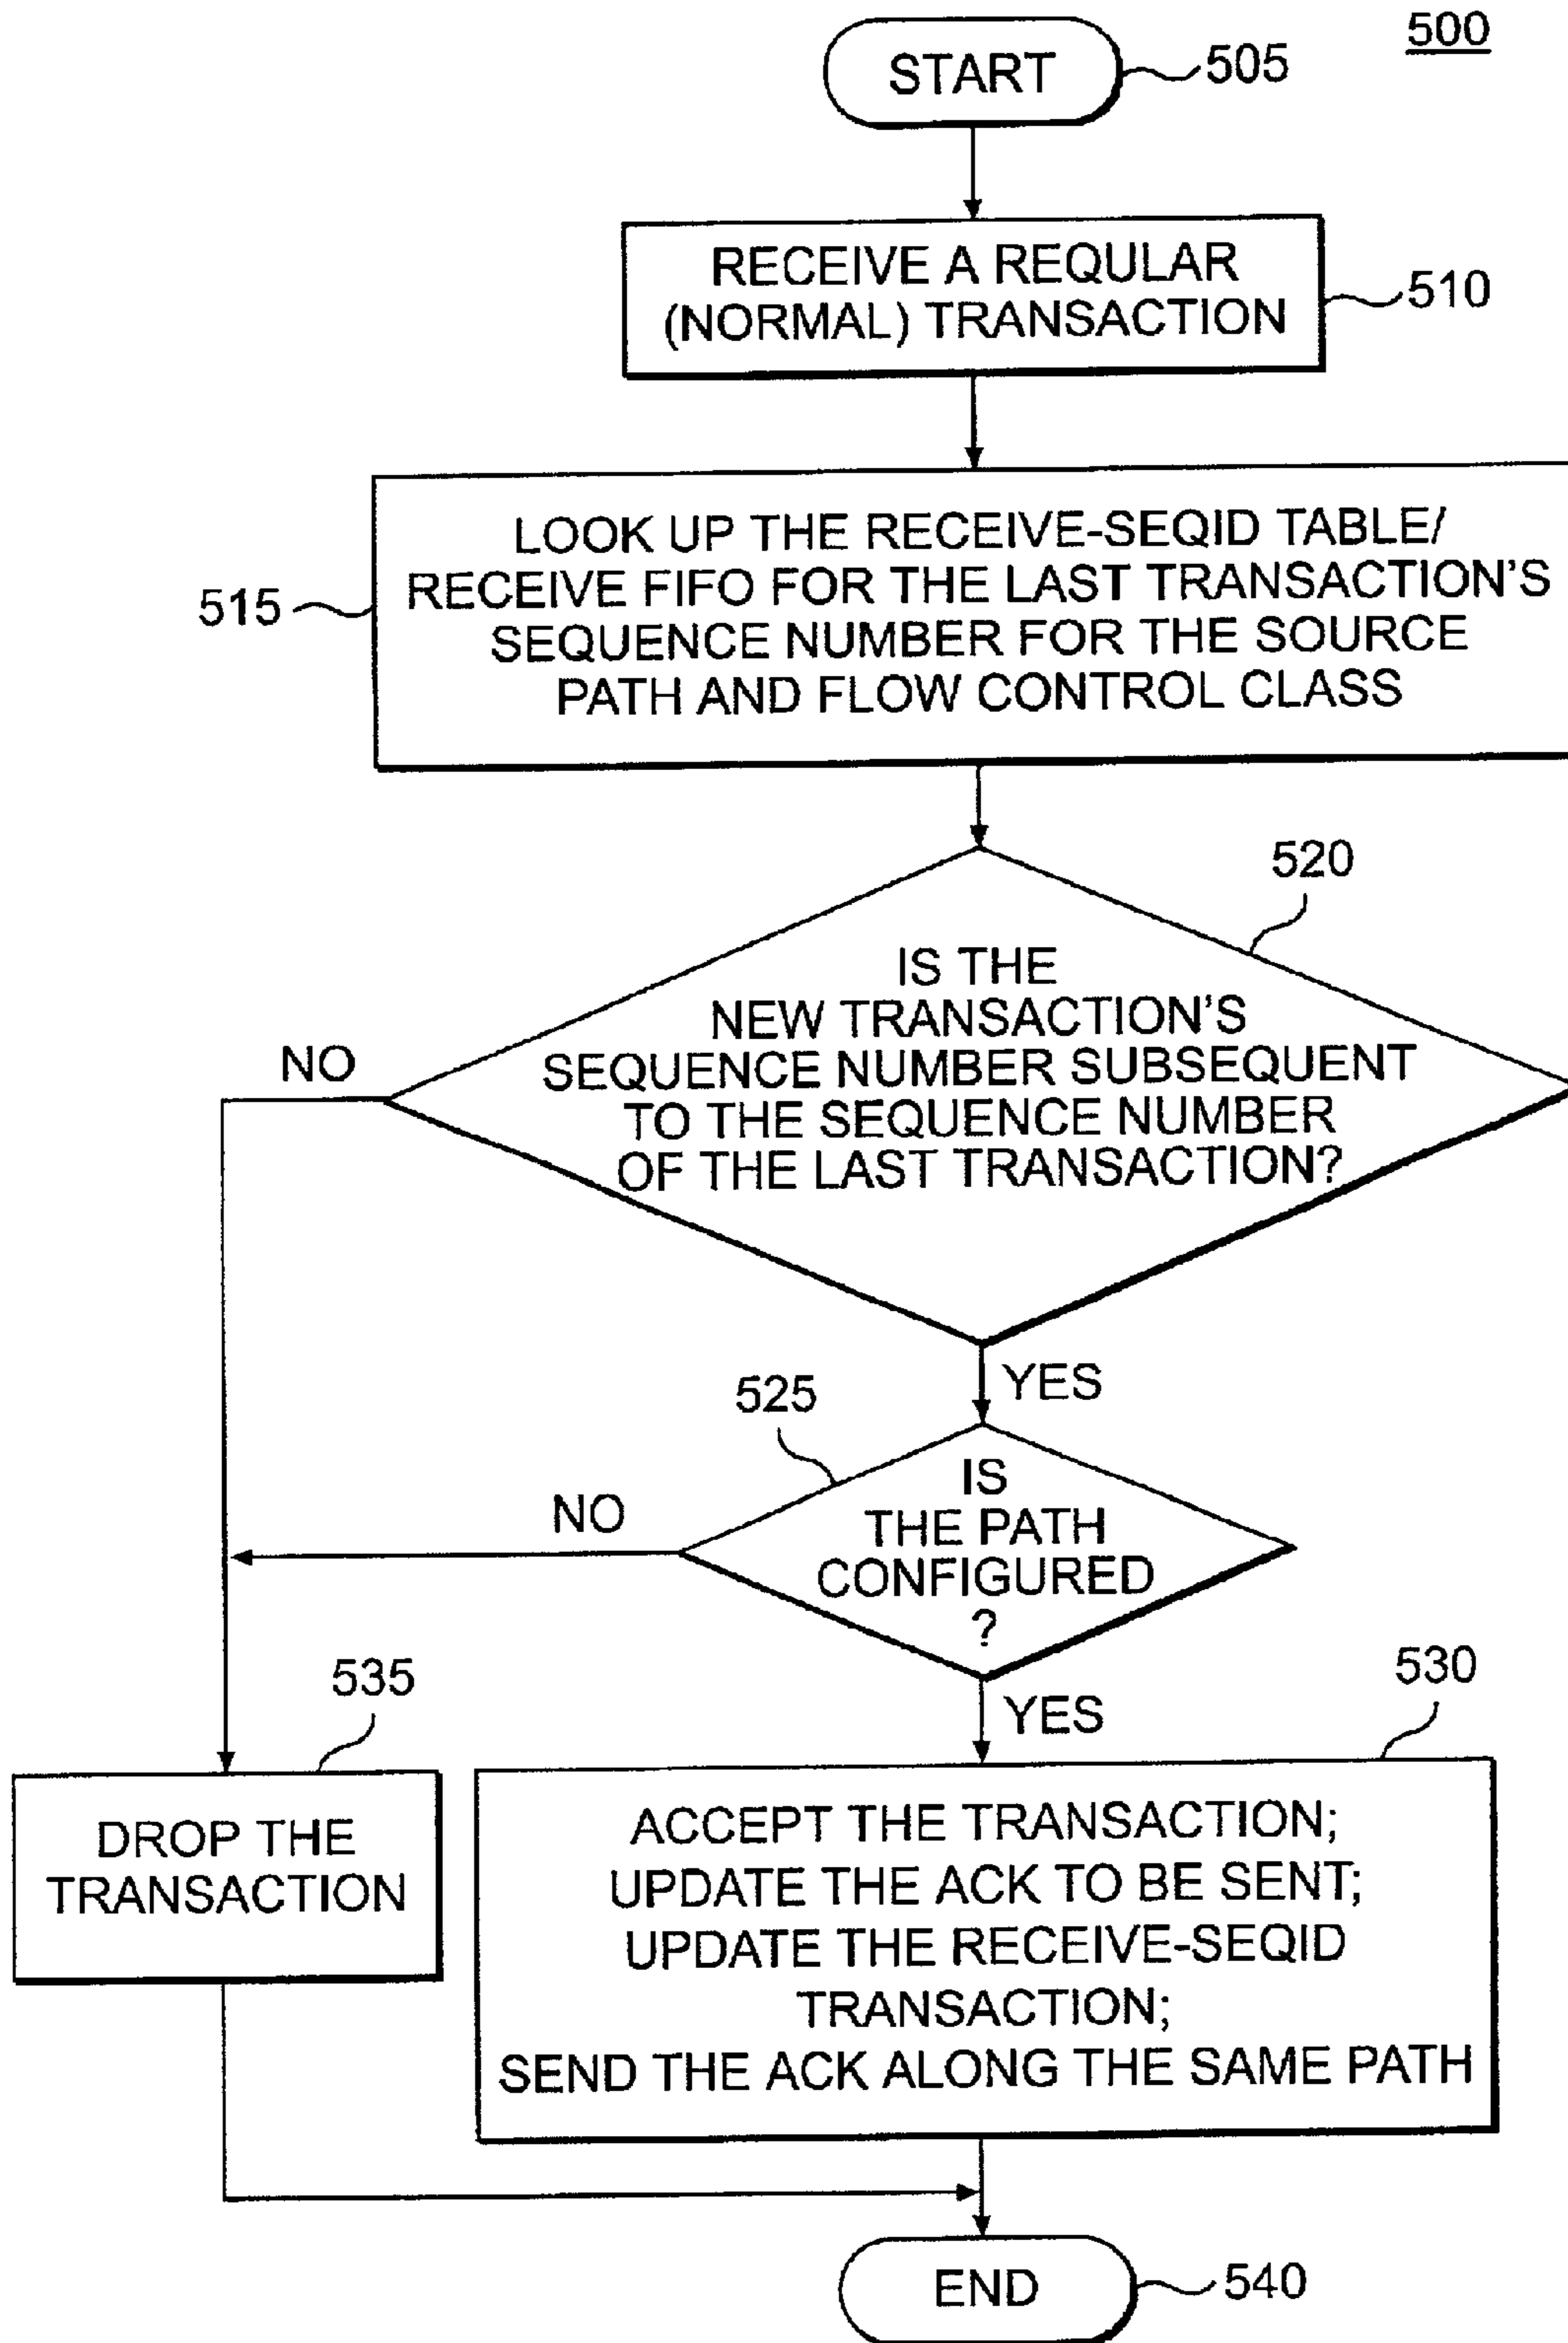 500
START
505
RECEIVE A REQULAR
(NORMAL) TRANSACTION
510
LOOK UP THE RECEIVE-SEQID TABLE/
RECEIVE FIFO FOR THE LAST TRANSACTION'S
SEQUENCE NUMBER FOR THE SOURCE
PATH AND FLOW CONTROL CLASS
515
520
IS THE
NEW TRANSACTION'S
SEQUENCE NUMBER SUBSEQUENT
TO THE SEQUENCE NUMBER
OF THE LAST TRANSACTION?
NO
YES
525
IS
THE PATH
CONFIGURED
?
NO
YES
535
DROP THE
TRANSACTION
530
ACCEPT THE TRANSACTION;
UPDATE THE ACK TO BE SENT;
UPDATE THE RECEIVE-SEQID
TRANSACTION;
SEND THE ACK ALONG THE SAME PATH
END
540